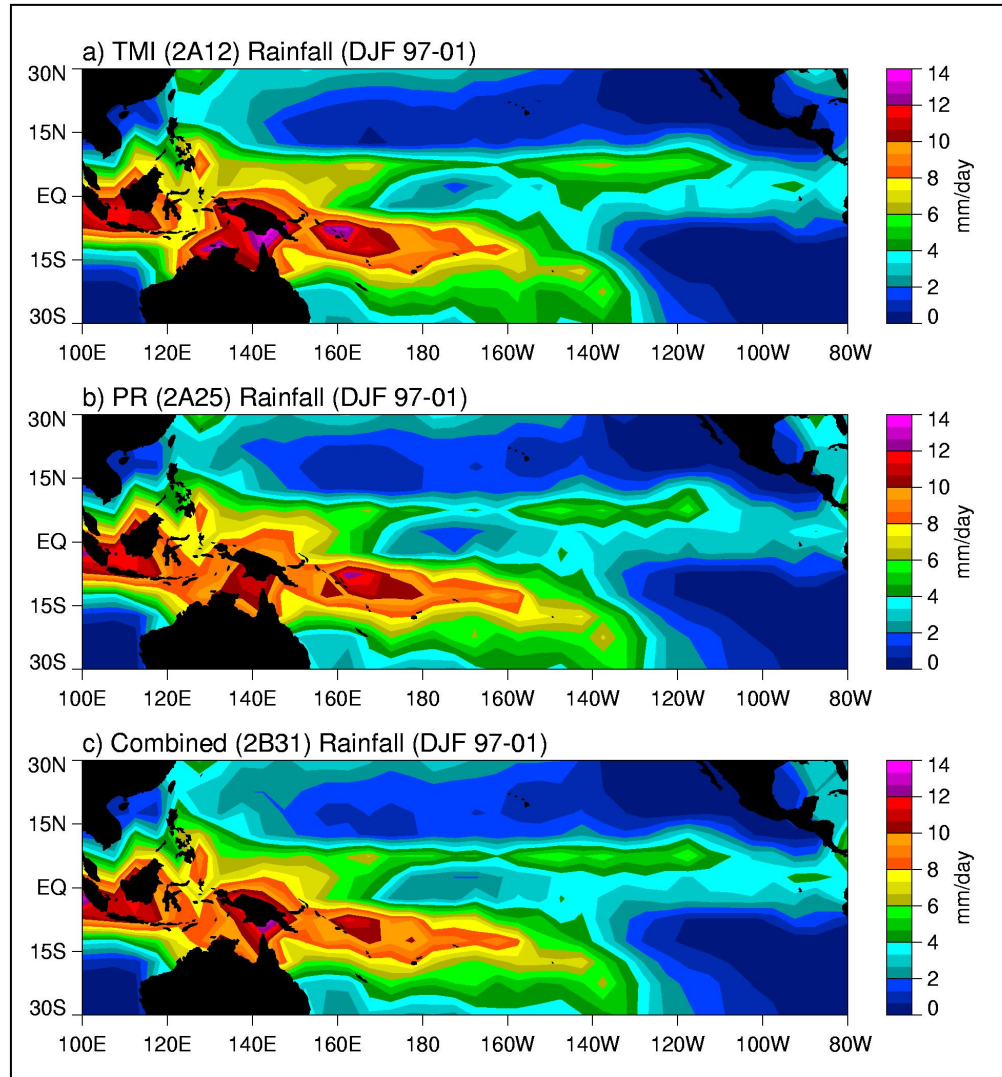 a) TMI (2A12) Rainfall (DJF 97-01)
30N
15N
EQ
15S
30S
100E 120E 140E 160E 180 160W 140W 120W 100W 80W
14
12
10
8
6
4
2
0
mm/day
b) PR (2A25) Rainfall (DJF 97-01)
30N
15N
EQ
15S
30S
100E 120E 140E 160E 180 160W 140W 120W 100W 80W
14
12
10
8
6
4
2
0
mm/day
c) Combined (2B31) Rainfall (DJF 97-01)
30N
15N
EQ
15S
30S
100E 120E 140E 160E 180 160W 140W 120W 100W 80W
14
12
10
8
6
4
2
0
mm/day